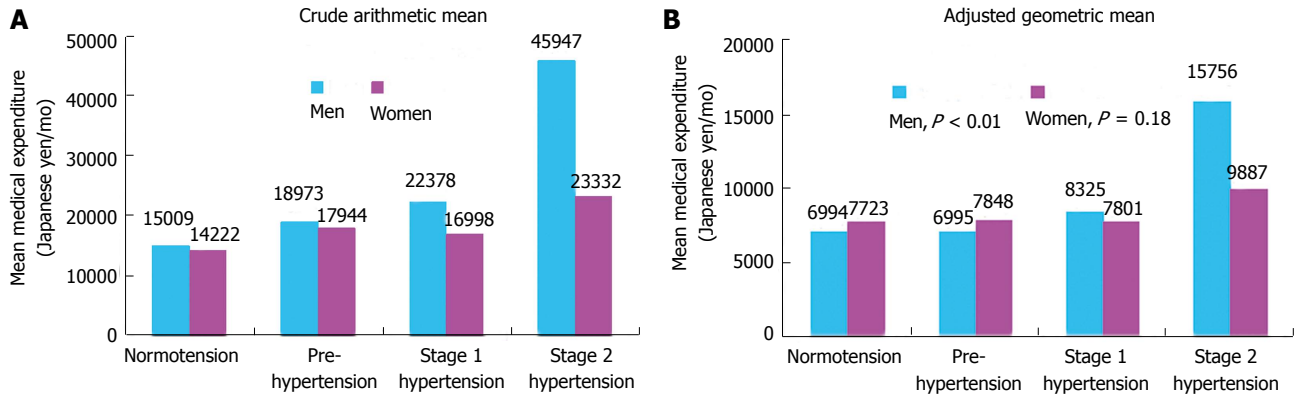 A
Crude arithmetic mean
Mean medical expenditure
(Japanese yen/mo)
50000
40000
30000
20000
10000
0
Men
Women
15009
14222
18973
17944
22378
16998
45947
23332
Normotension
Pre-
hypertension
Stage 1
hypertension
Stage 2
hypertension
B
Adjusted geometric mean
Mean medical expenditure
(Japanese yen/mo)
20000
15000
10000
5000
0
Men, P < 0.01
Women, P = 0.18
6994
7723
6995
7848
8325
7801
15756
9887
Normotension
Pre-
hypertension
Stage 1
hypertension
Stage 2
hypertension